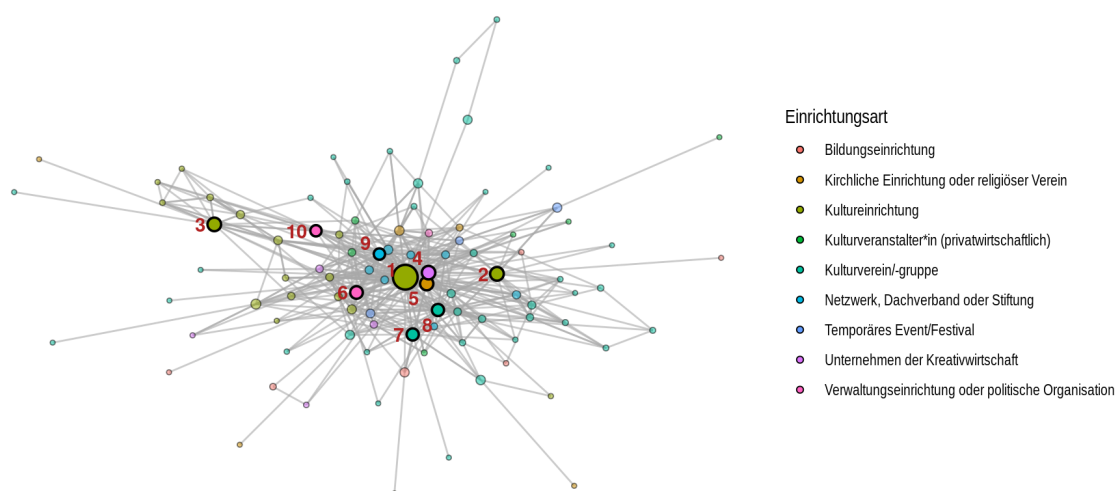 Einrichtungsart
Bildungseinrichtung
Kirchliche Einrichtung oder religiöser Verein
Kultureinrichtung
Kulturveranstalter*in (privatwirtschaftlich)
Kulturverein/-gruppe
Netzwerk, Dachverband oder Stiftung
Temporäres Event/Festival
Unternehmen der Kreativwirtschaft
Verwaltungseinrichtung oder politische Organisation
3
10
9
4
1
2
6
5
8
7